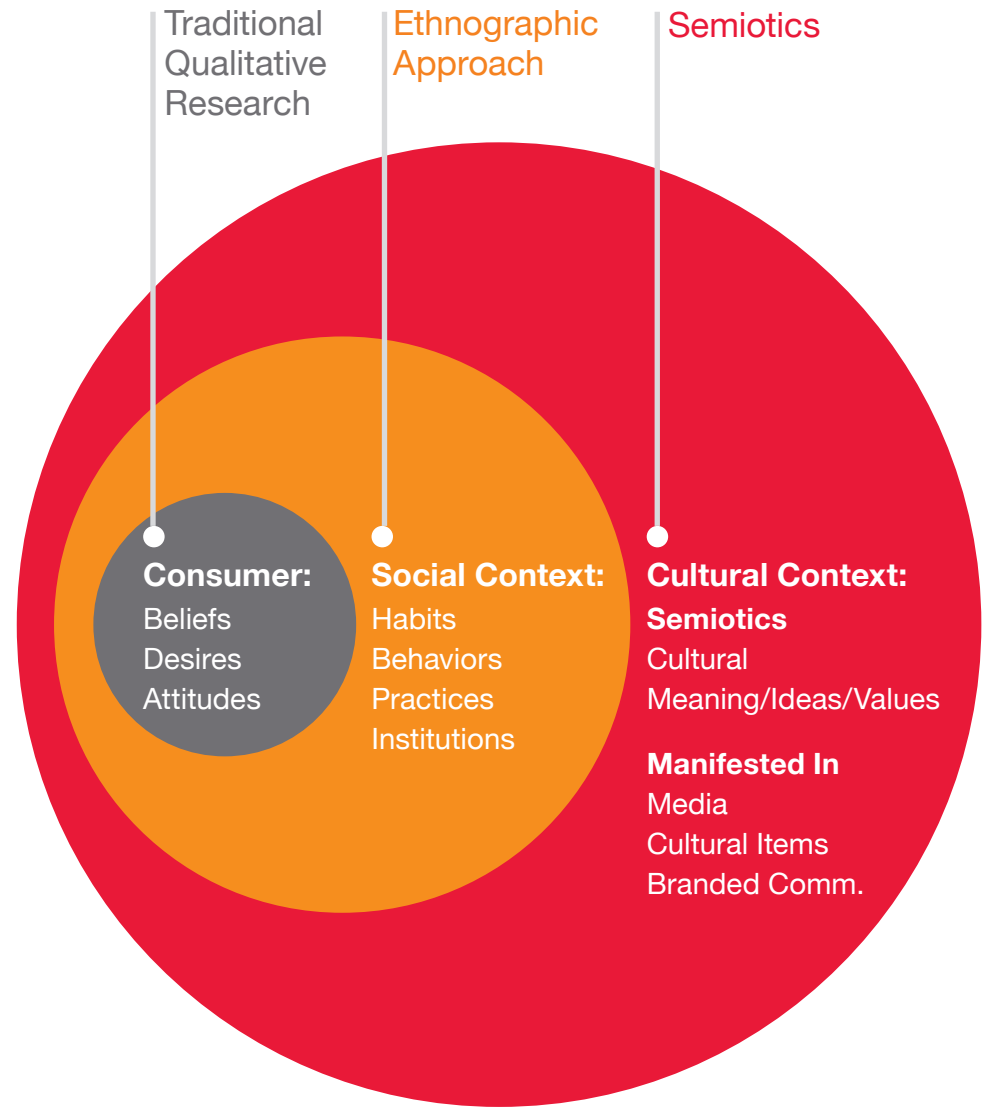 Traditional
Qualitative
Research
Ethnographic
Approach
Semiotics
Consumer:
Beliefs
Desires
Attitudes
Social Context:
Habits
Behaviors
Practices
Institutions
Cultural Context:
Semiotics
Cultural
Meaning/Ideas/Values
Manifested In
Media
Cultural Items
Branded Comm.